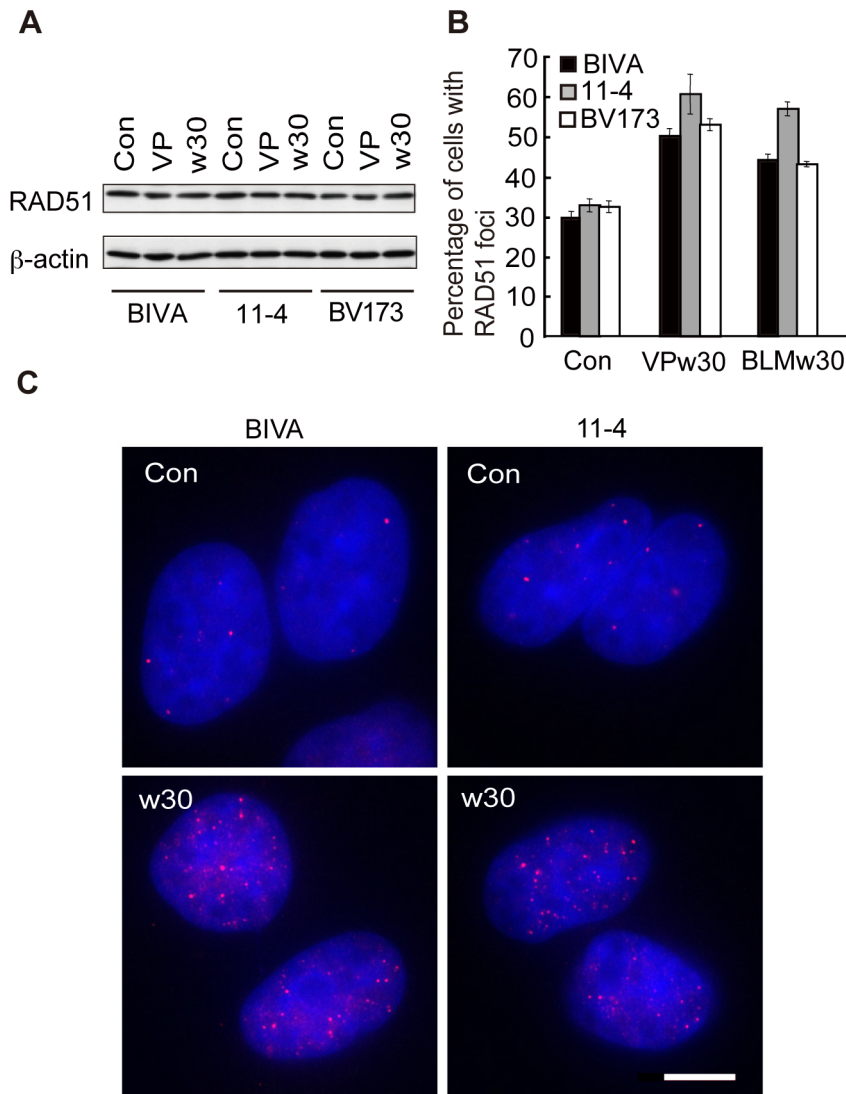 A
Con VP w30 Con VP w30 Con VP w30
RAD51
β-actin
BIVA 11-4 BV173
B
Percentage of cells with
RAD51 foci
70
60
50
40
30
20
10
0
BIVA
11-4
BV173
Con VPw30 BLMw30
C
BIVA 11-4
Con Con
w30 w30